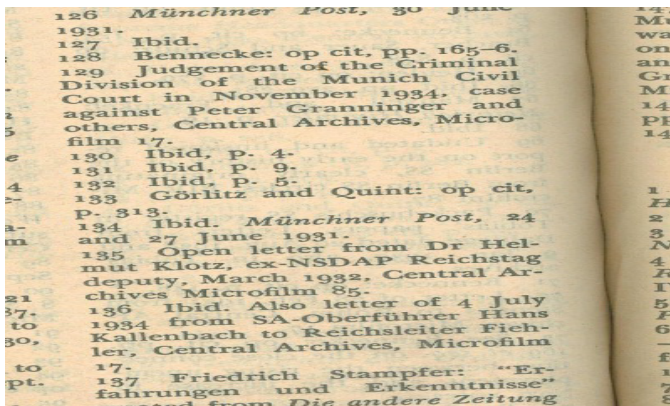 126 Münchner Post, 30 June
1931.
127 Ibid.
128 Bennecke: op cit, pp. 165–6.
129 Judgement of the Criminal
Division of the Munich Civil
Court in November 1934, case
against Peter Granninger and
others, Central Archives, Micro-
film 17.
130 Ibid, p. 4.
131 Ibid, p. 9.
132 Ibid, p. 5.
133 Görlitz and Quint: op cit,
p. 313.
134 Ibid. Münchner Post, 24
and 27 June 1931.
135 Open letter from Dr Hel-
mut Klotz, ex-NSDAP Reichstag
deputy, March 1932, Central Ar-
chives Microfilm 85.
136 Ibid. Also letter of 4 July
1934 from SA-Oberführer Hans
Kallenbach to Reichsleiter Fieh-
ler, Central Archives, Microfilm
17.
137 Friedrich Stampfer: "Er-
fahrungen und Erkenntnisse"
from Die andere Zeitung